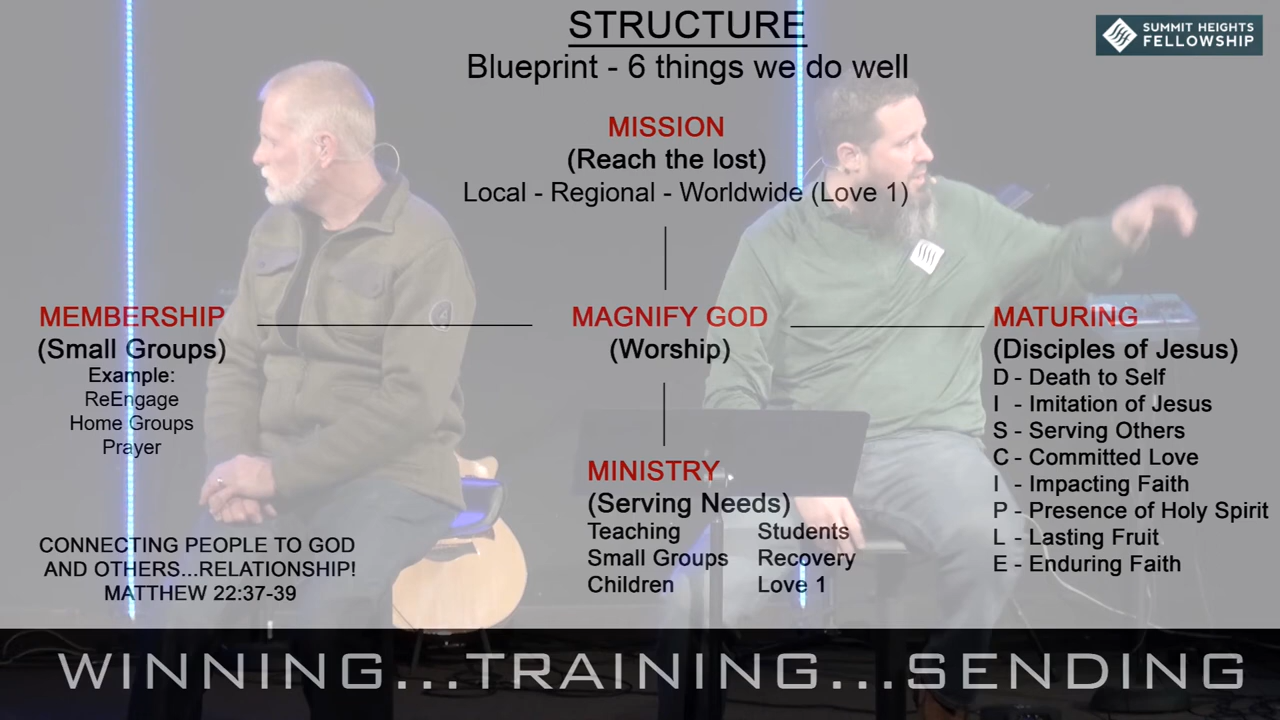 STRUCTURE
Blueprint - 6 things we do well
SUMMIT HEIGHTS
FELLOWSHIP
MISSION
(Reach the lost)
Local - Regional - Worldwide (Love 1)
MEMBERSHIP
(Small Groups)
Example:
ReEngage
Home Groups
Prayer
MAGNIFY GOD
(Worship)
MATURING
(Disciples of Jesus)
D - Death to Self
I - Imitation of Jesus
S - Serving Others
C - Committed Love
I - Impacting Faith
P - Presence of Holy Spirit
L - Lasting Fruit
E - Enduring Faith
MINISTRY
(Serving Needs)
Teaching Students
Small Groups Recovery
Children Love 1
CONNECTING PEOPLE TO GOD
AND OTHERS...RELATIONSHIP!
MATTHEW 22:37-39
WINNING...TRAINING...SENDING